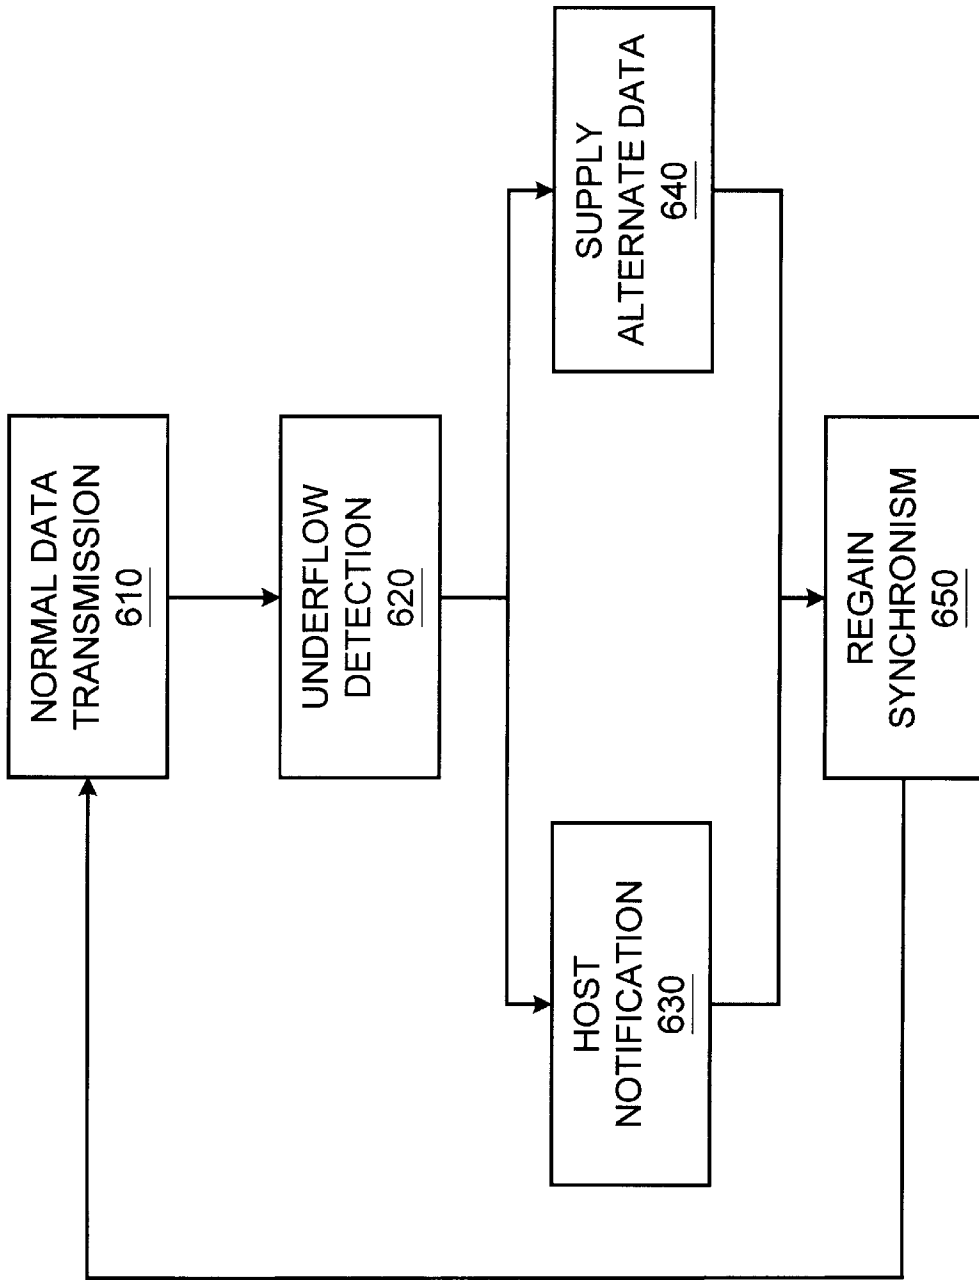 NORMAL DATA
TRANSMISSION
610
UNDERFLOW
DETECTION
620
HOST
NOTIFICATION
630
SUPPLY
ALTERNATE DATA
640
REGAIN
SYNCHRONISM
650